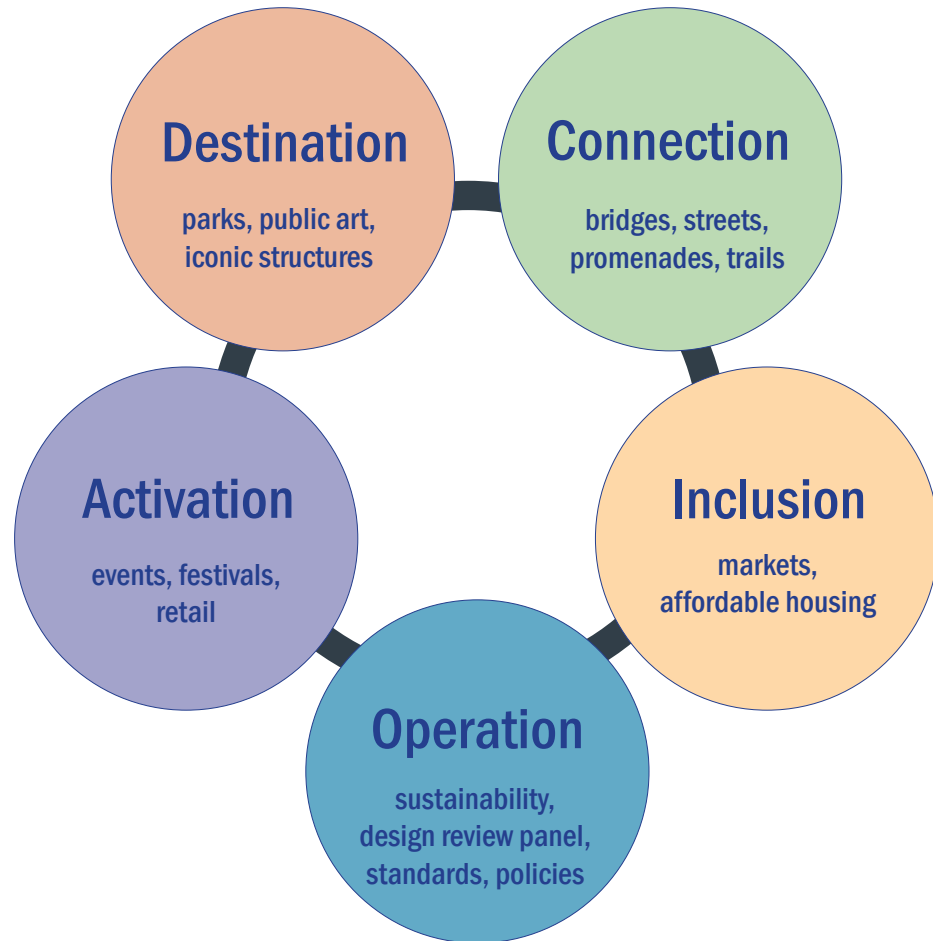 Destination
parks, public art,
iconic structures
Connection
bridges, streets,
promenades, trails
Activation
events, festivals,
retail
Inclusion
markets,
affordable housing
Operation
sustainability,
design review panel,
standards, policies